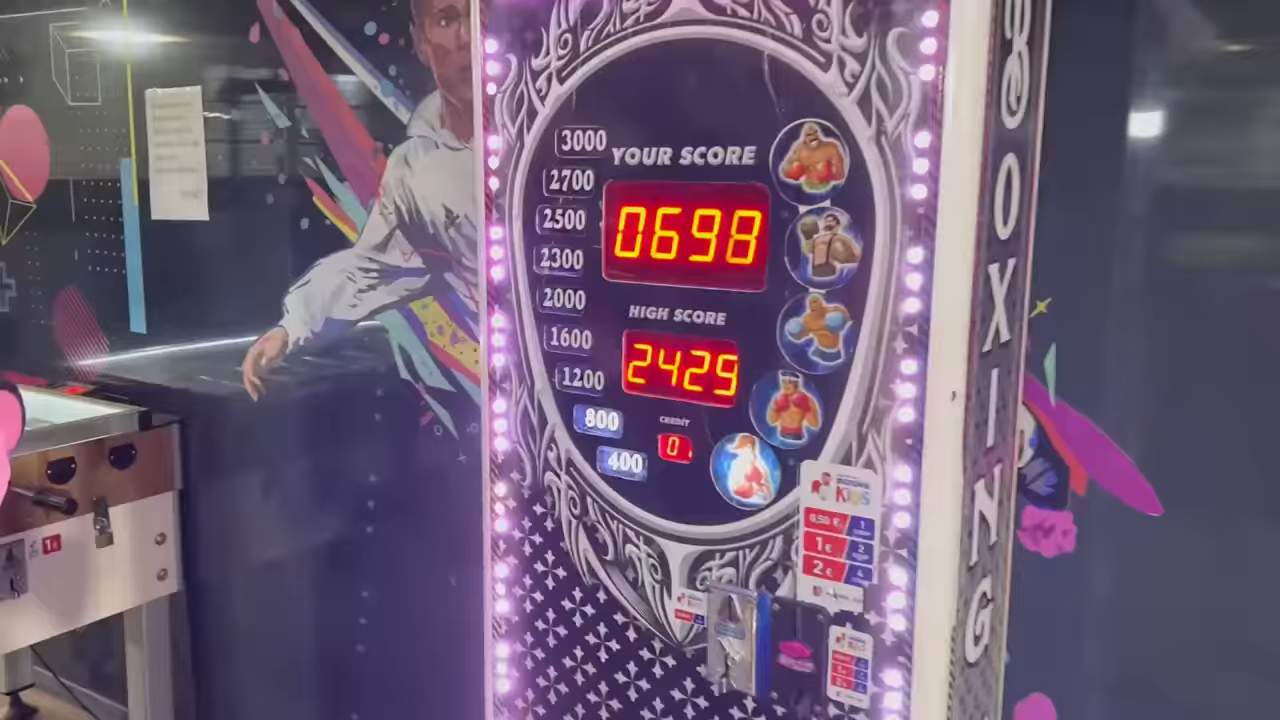 3000
YOUR SCORE
2700
0698
2500
2300
2000
HIGH SCORE
1600
2429
1200
800
CREDIT
0
400
BOXING
Kids
0,50 € 1
1 € 2
2 € 4
1€